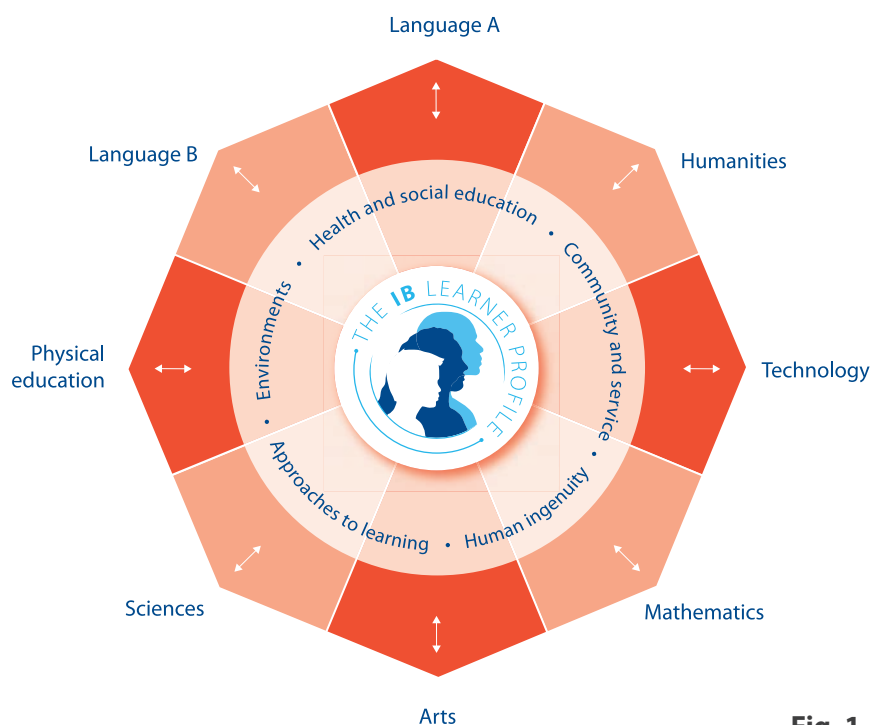 Language A
Language B
Humanities
Health and social education
•
Community and service
•
Environments
•
THE IB LEARNER PROFILE
Physical
education
Technology
•
Approaches to learning
•
Human ingenuity
Sciences
Mathematics
Arts
Fig. 1